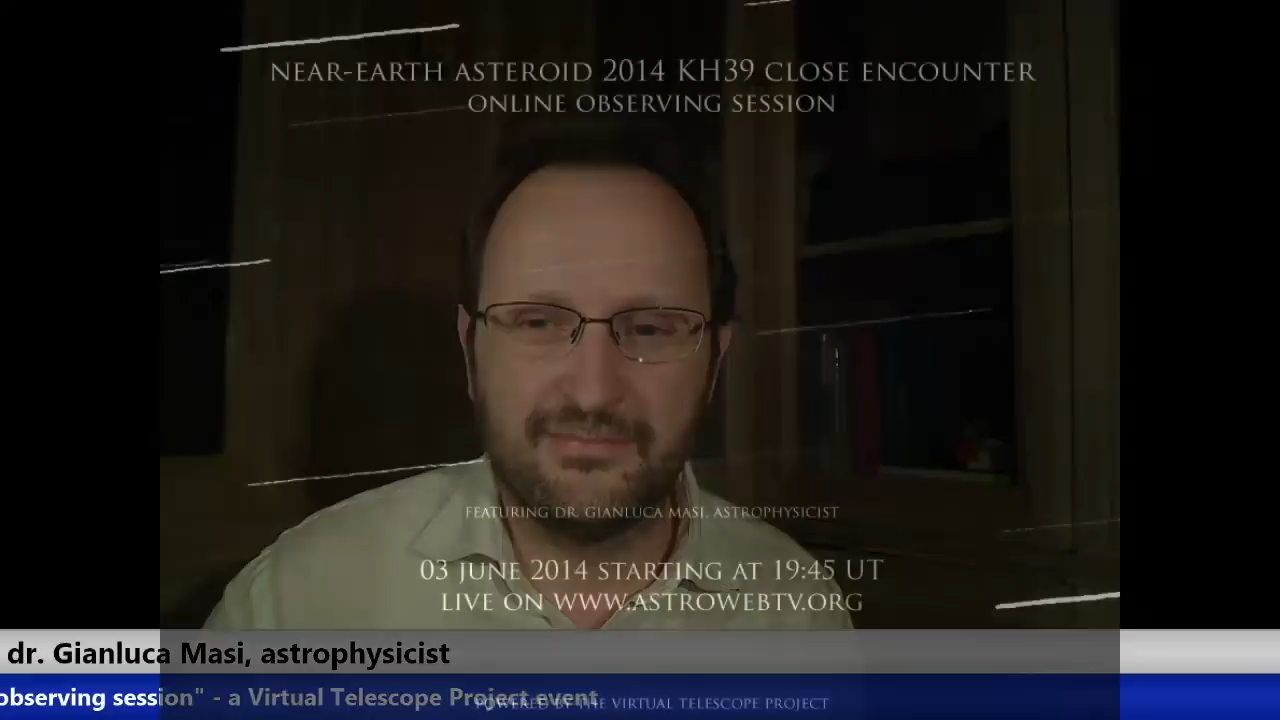 NEAR-EARTH ASTEROID 2014 KH39 CLOSE ENCOUNTER
ONLINE OBSERVING SESSION
FEATURING DR. GIANLUCA MASI, ASTROPHYSICIST
03 JUNE 2014 STARTING AT 19:45 UT
LIVE ON WWW.ASTROWEBTV.ORG
dr. Gianluca Masi, astrophysicist
observing session" - a Virtual Telescope Project event
POWERED BY THE VIRTUAL TELESCOPE PROJECT